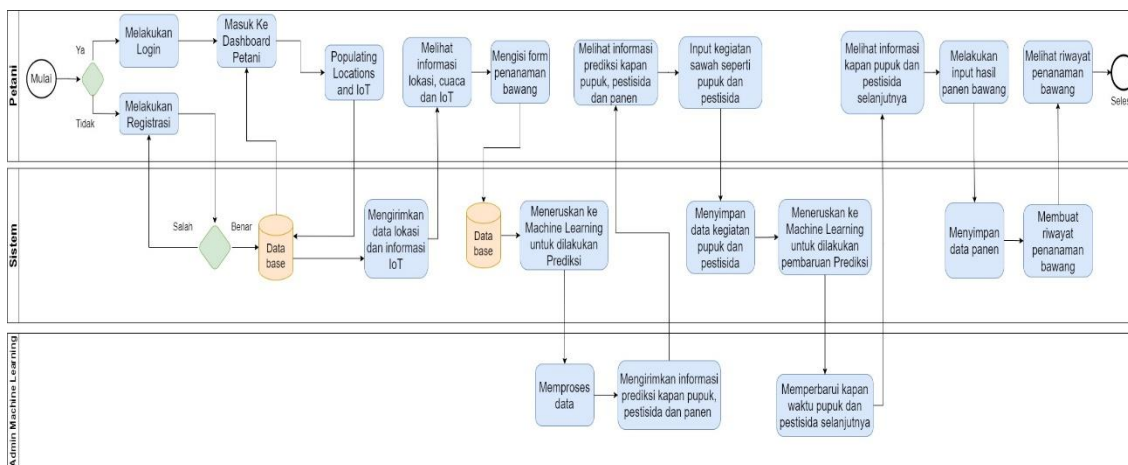 Petani
Mulai
Ya
Tidak
Melakukan
Login
Melakukan
Registrasi
Masuk Ke
Dashboard
Petani
Populating
Locations
and IoT
Melihat
informasi
lokasi, cuaca
dan IoT
Mengisi form
penanaman
bawang
Melihat informasi
prediksi kapan
pupuk, pestisida
dan panen
Input kegiatan
sawah seperti
pupuk dan
pestisida
Melihat informasi
kapan pupuk dan
pestisida
selanjutnya
Melakukan
input hasil
panen bawang
Melihat riwayat
penanaman
bawang
Seles
Sistem
Salah
Benar
Data
base
Mengirimkan
data lokasi
dan informasi
IoT
Data
base
Meneruskan ke
Machine Learning
untuk dilakukan
Prediksi
Menyimpan
data kegiatan
pupuk dan
pestisida
Meneruskan ke
Machine Learning
untuk dilakukan
pembaruan Prediksi
Menyimpan
data panen
Membuat
riwayat
penanaman
bawang
Admin Machine Learning
Memproses
data
Mengirimkan informasi
prediksi kapan pupuk,
pestisida dan panen
Memperbarui kapan
waktu pupuk dan
pestisida selanjutnya